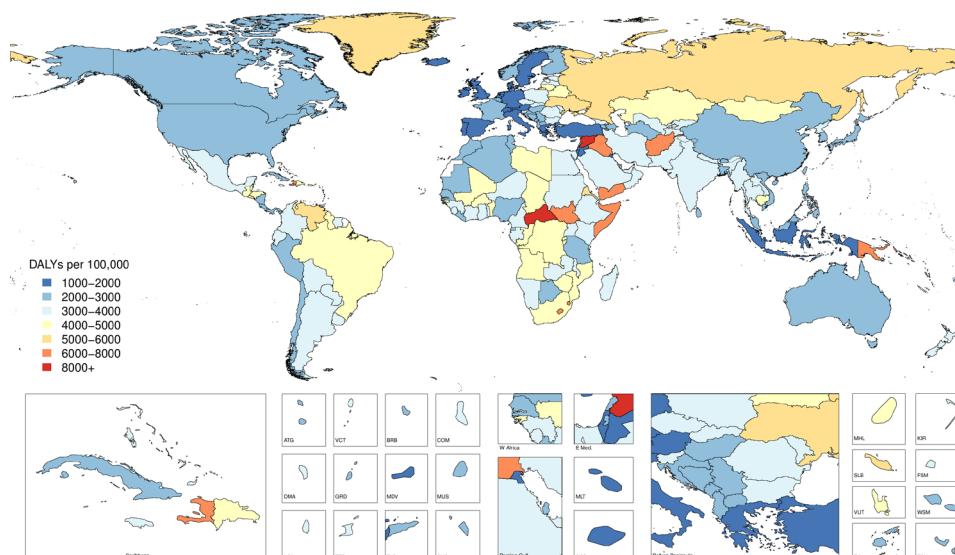 DALYs per 100,000
1000–2000
2000–3000
3000–4000
4000–5000
5000–6000
6000–8000
8000+
ATG
VCT
BRB
COM
W Africa
E Med.
MHL
KIR
DMA
GRD
MDV
MUS
MLT
SLB
FSM
VUT
WSM